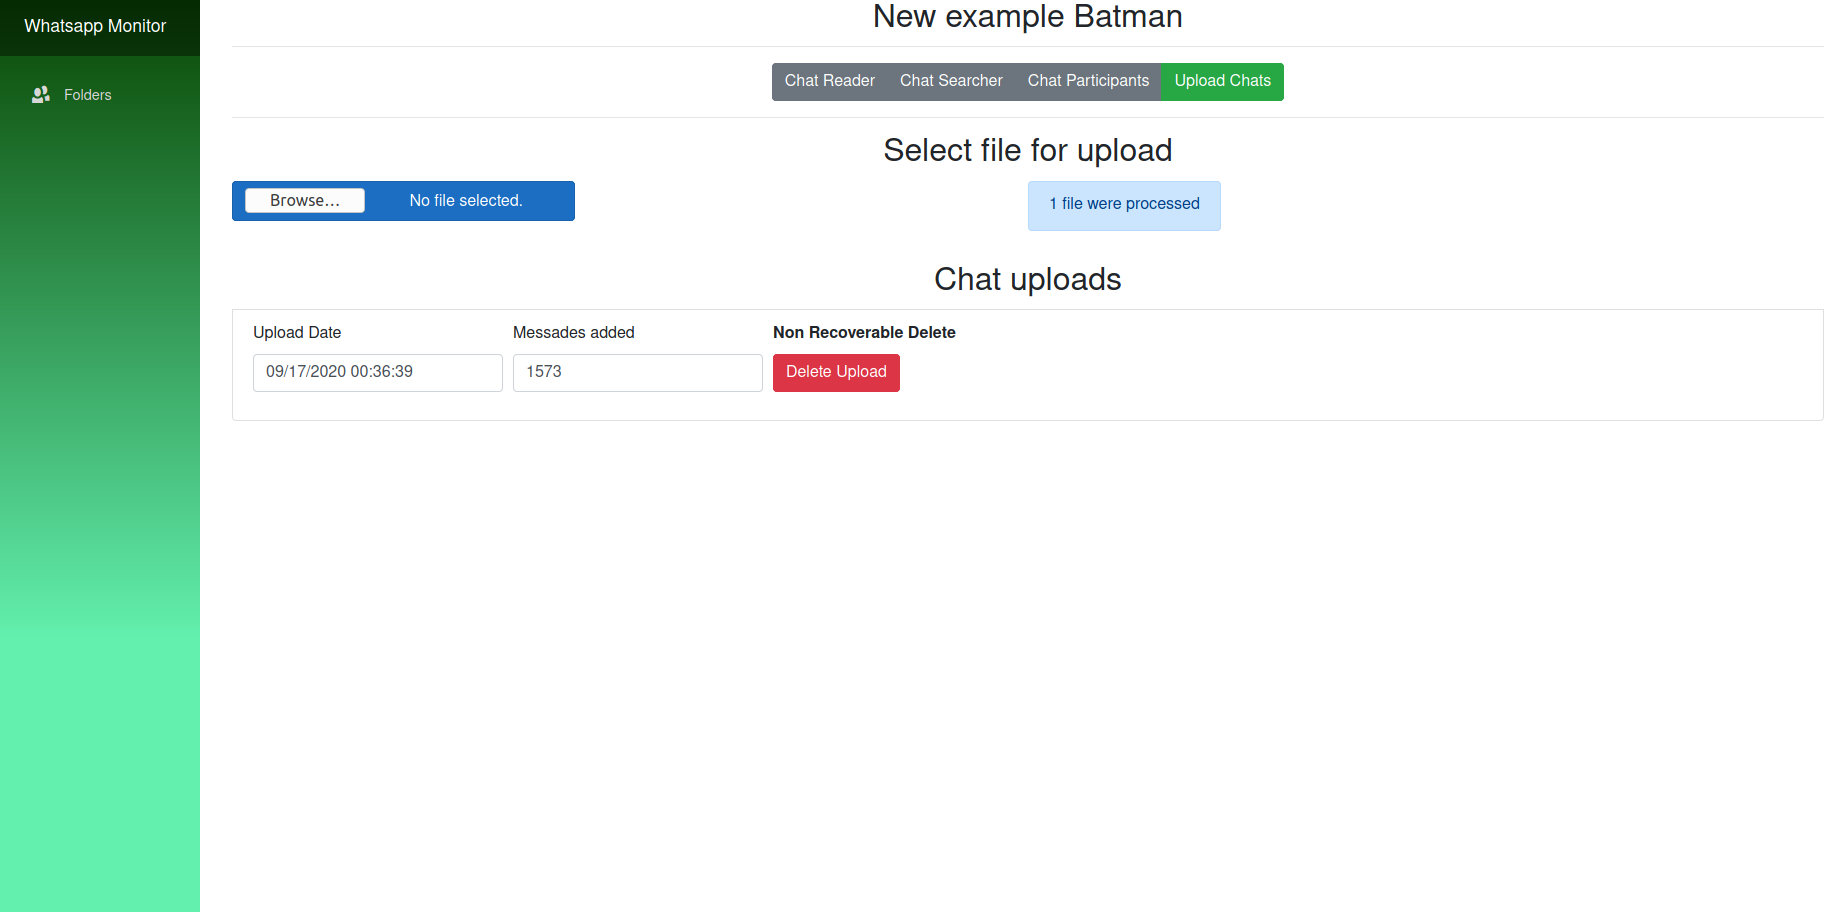 Whatsapp Monitor
Folders
New example Batman
Chat Reader Chat Searcher Chat Participants Upload Chats
Select file for upload
Browse... No file selected.
1 file were processed
Chat uploads
Upload Date Messades added Non Recoverable Delete
09/17/2020 00:36:39 1573 Delete Upload